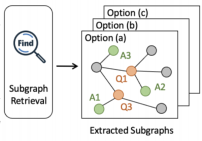 Option (c)
Option (b)
Option (a)
Find
A3
Q1
Subgraph
Retrieval
A2
A1
Q3
Extracted Subgraphs